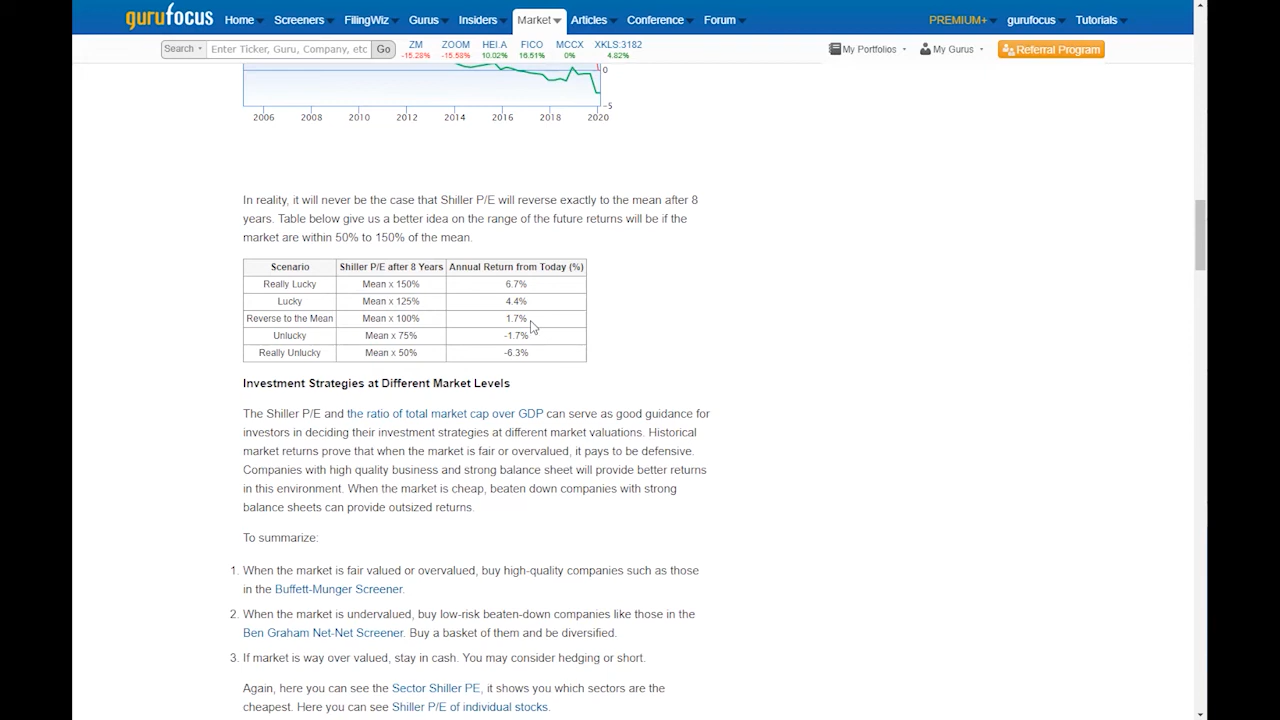 gurufocus Home Screeners FilingWiz Gurus Insiders Market Articles Conference Forum PREMIUM+ gurufocus Tutorials
Search Enter Ticker, Guru, Company, etc Go ZM ZOOM HEI.A FICO MCCX XKLS:3182 My Portfolios My Gurus Referral Program
-15.28% -15.58% 10.02% 16.51% 0% 4.82%
0
-5
2006 2008 2010 2012 2014 2016 2018 2020
In reality, it will never be the case that Shiller P/E will reverse exactly to the mean after 8
years. Table below give us a better idea on the range of the future returns will be if the
market are within 50% to 150% of the mean.
Scenario Shiller P/E after 8 Years Annual Return from Today (%)
Really Lucky Mean x 150% 6.7%
Lucky Mean x 125% 4.4%
Reverse to the Mean Mean x 100% 1.7%
Unlucky Mean x 75% -1.7%
Really Unlucky Mean x 50% -6.3%
Investment Strategies at Different Market Levels
The Shiller P/E and the ratio of total market cap over GDP can serve as good guidance for
investors in deciding their investment strategies at different market valuations. Historical
market returns prove that when the market is fair or overvalued, it pays to be defensive.
Companies with high quality business and strong balance sheet will provide better returns
in this environment. When the market is cheap, beaten down companies with strong
balance sheets can provide outsized returns.
To summarize:
1. When the market is fair valued or overvalued, buy high-quality companies such as those
in the Buffett-Munger Screener.
2. When the market is undervalued, buy low-risk beaten-down companies like those in the
Ben Graham Net-Net Screener. Buy a basket of them and be diversified.
3. If market is way over valued, stay in cash. You may consider hedging or short.
Again, here you can see the Sector Shiller PE, it shows you which sectors are the
cheapest. Here you can see Shiller P/E of individual stocks.